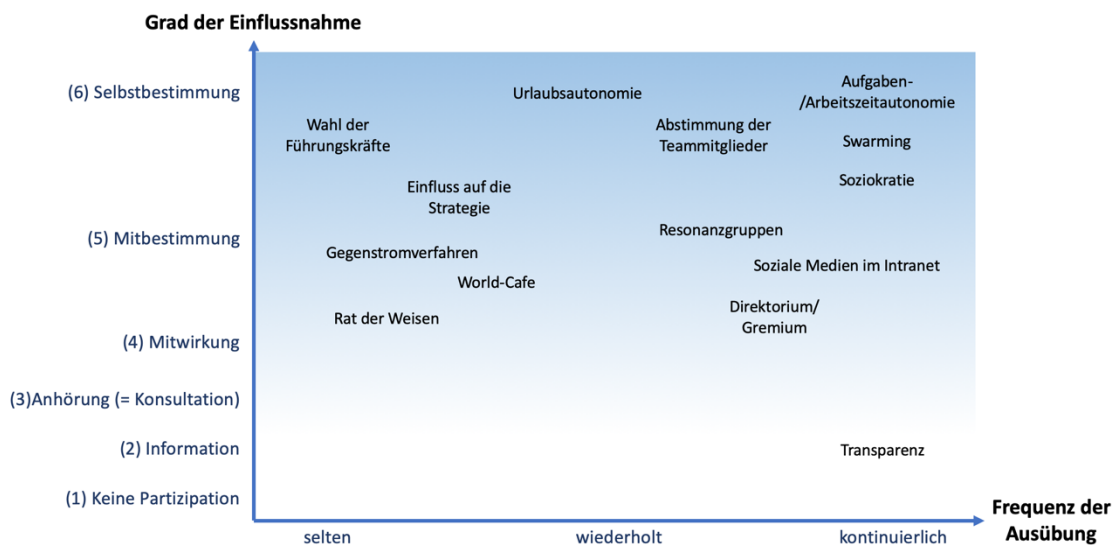 Grad der Einflussnahme
(6) Selbstbestimmung
(5) Mitbestimmung
(4) Mitwirkung
(3)Anhörung (= Konsultation)
(2) Information
(1) Keine Partizipation
Urlaubsautonomie
Aufgaben-
/Arbeitszeitautonomie
Wahl der
Führungskräfte
Abstimmung der
Teammitglieder
Swarming
Soziokratie
Einfluss auf die
Strategie
Resonanzgruppen
Gegenstromverfahren
Soziale Medien im Intranet
World-Cafe
Rat der Weisen
Direktorium/
Gremium
Transparenz
selten
wiederholt
kontinuierlich
Frequenz der
Ausübung